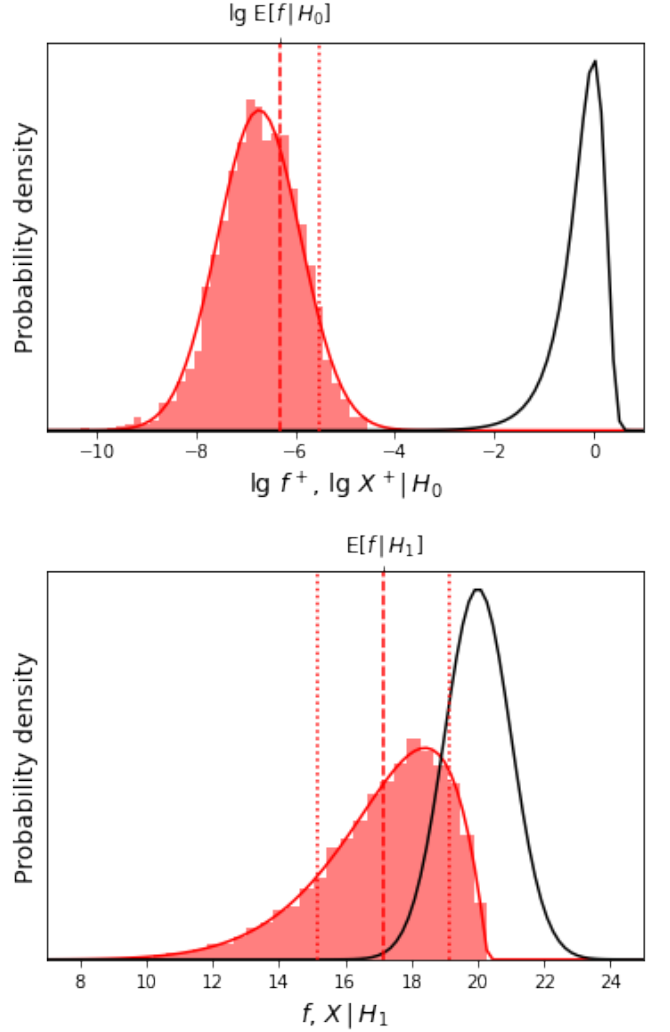 lg E[f|H₀]
Probability density
−10 −8 −6 −4 −2 0
lg f⁺, lg X⁺|H₀
E[f|H₁]
Probability density
8 10 12 14 16 18 20 22 24
f, X|H₁